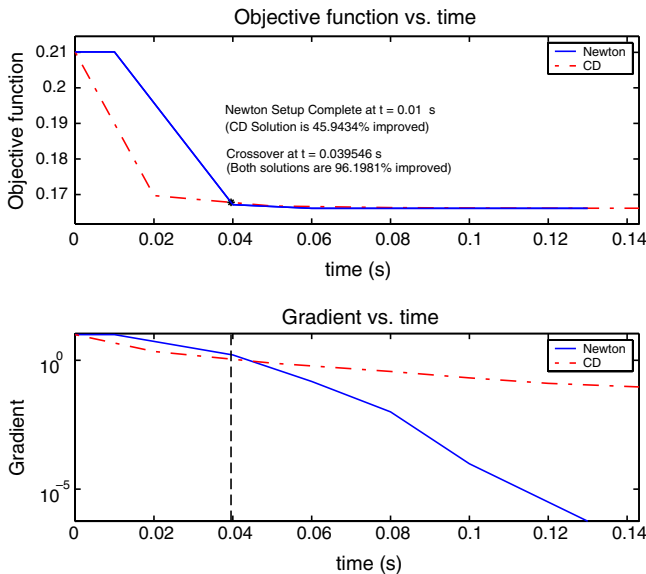 Objective function vs. time
Objective function
0.21
0.2
0.19
0.18
0.17
Newton
CD
Newton Setup Complete at t = 0.01 s
(CD Solution is 45.9434% improved)
Crossover at t = 0.039546 s
(Both solutions are 96.1981% improved)
0 0.02 0.04 0.06 0.08 0.1 0.12 0.14
time (s)
Gradient vs. time
Gradient
10^0
10^-5
Newton
CD
0 0.02 0.04 0.06 0.08 0.1 0.12 0.14
time (s)